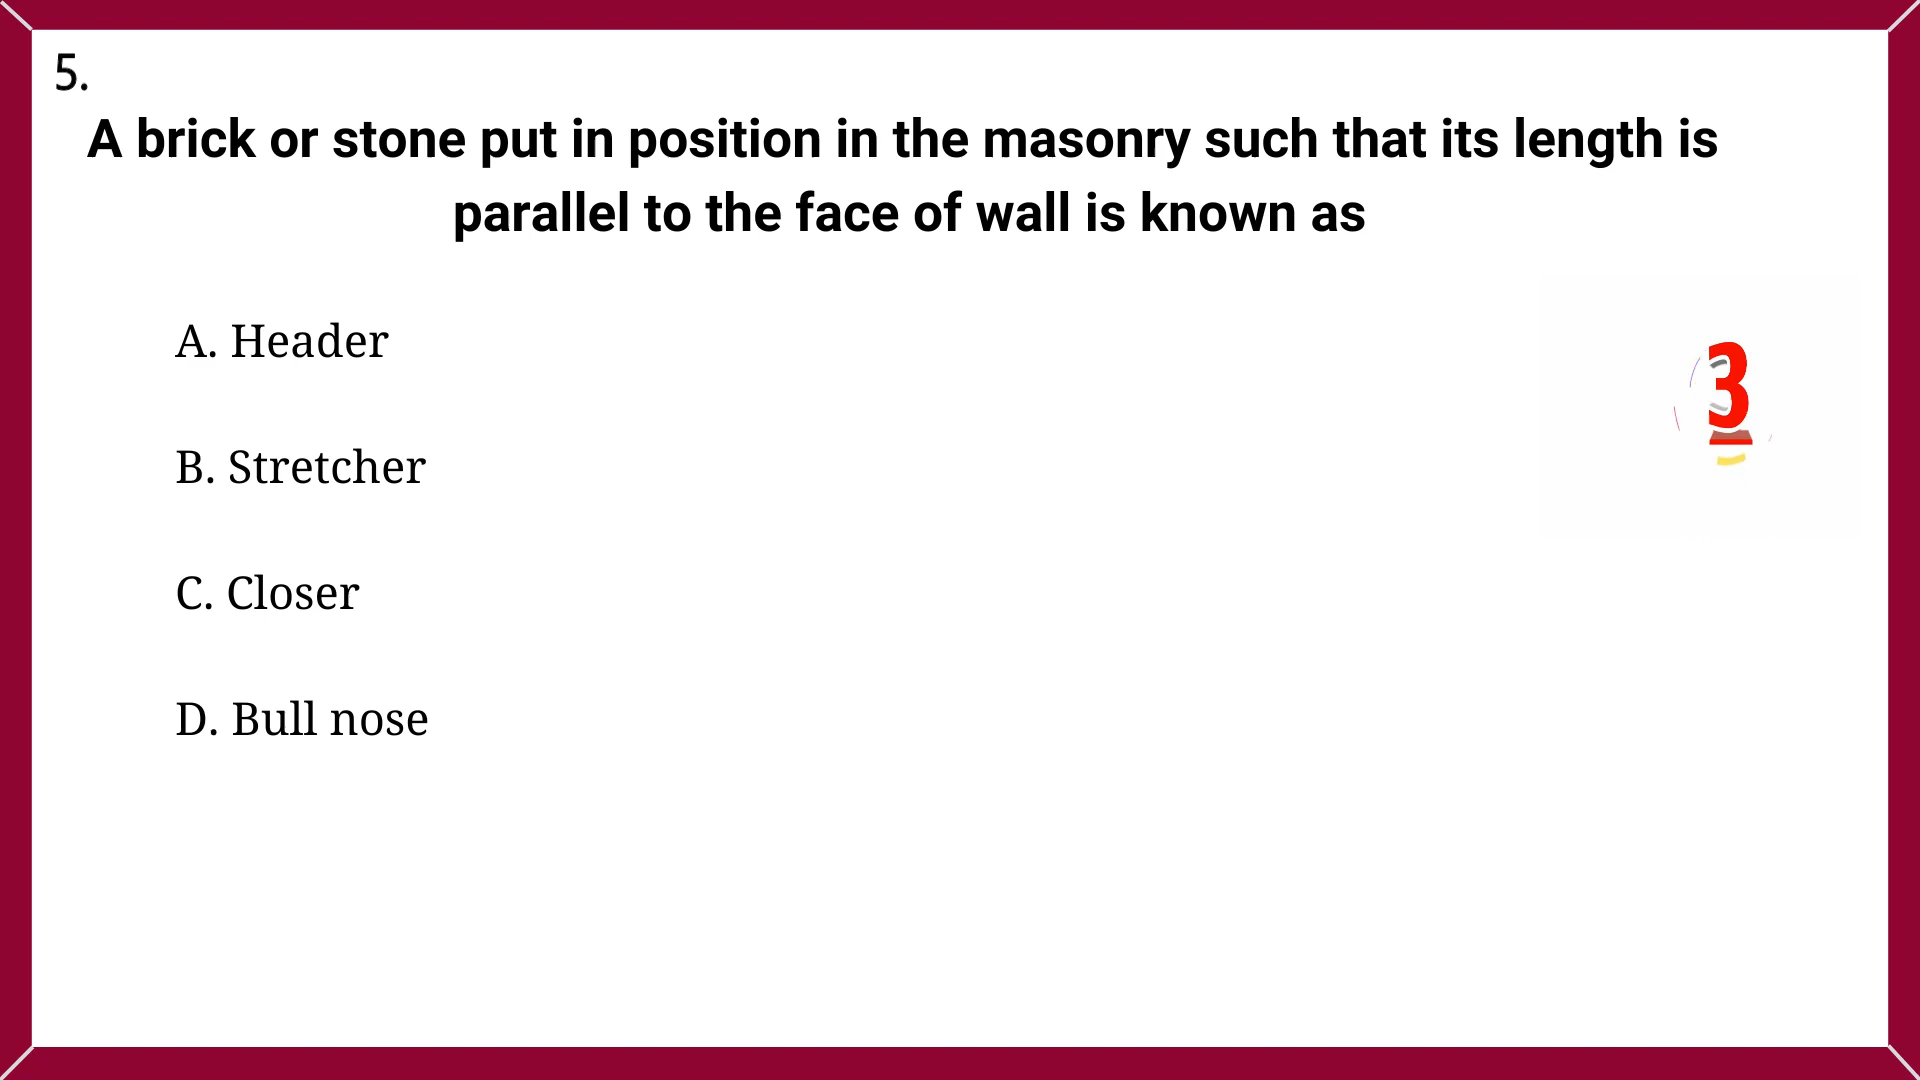 5.
A brick or stone put in position in the masonry such that its length is
parallel to the face of wall is known as
A. Header
3
B. Stretcher
C. Closer
D. Bull nose